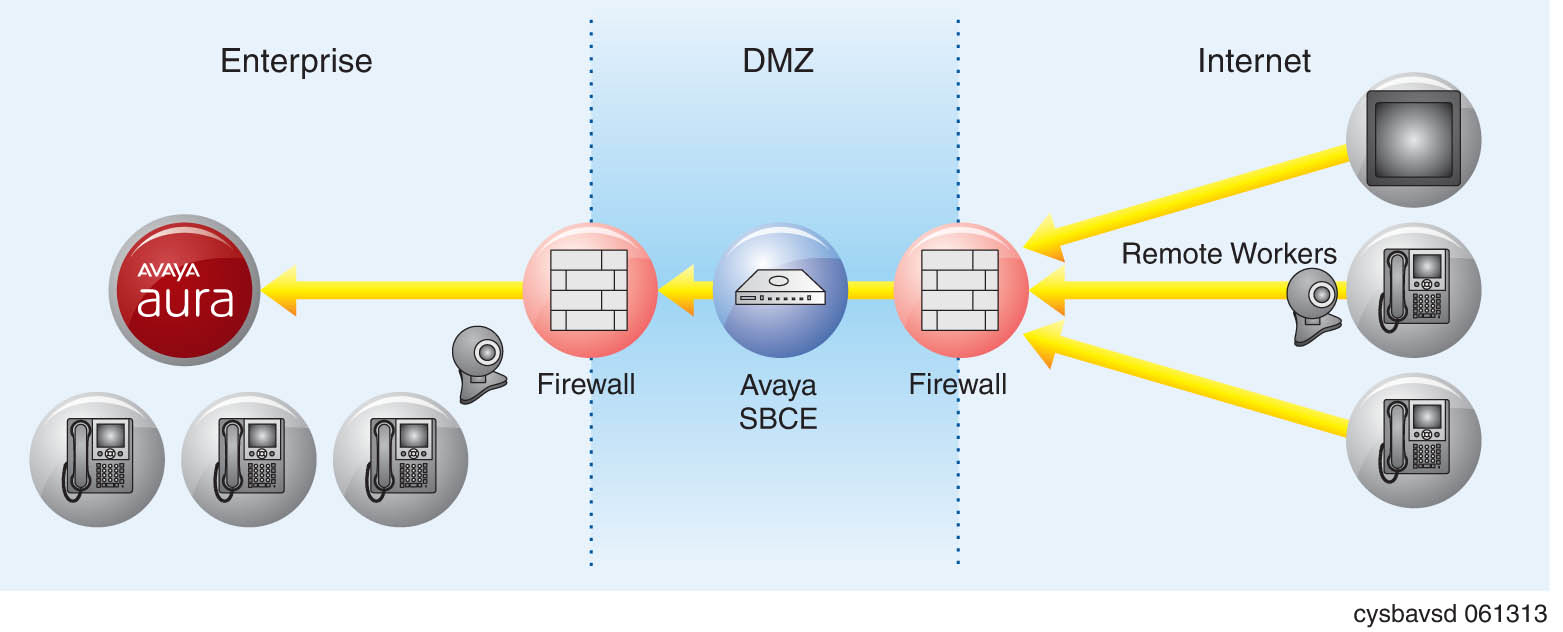 Enterprise
DMZ
Internet
Remote Workers
AVAYA
aura
Firewall
Avaya
SBCE
Firewall
cysbavsd 061313